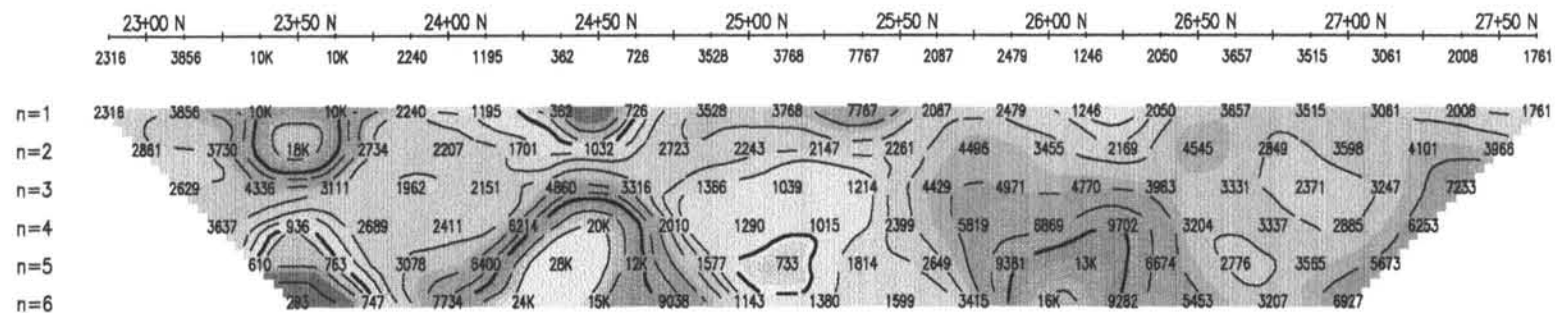 23+00 N 23+50 N 24+00 N 24+50 N 25+00 N 25+50 N 26+00 N 26+50 N 27+00 N 27+50 N
2316 3856 10K 10K 2240 1195 362 726 3528 3768 7767 2087 2479 1246 2050 3657 3515 3061 2008 1761
n=1 2316 3856 10K 10K 2240 1195 362 726 3528 3768 7767 2087 2479 1246 2050 3657 3515 3061 2008 1761
n=2 2881 3730 18K 2734 2207 1701 1032 2723 2243 2147 2261 4496 3455 2169 4545 2849 3598 4101 3966
n=3 2629 4336 3111 1962 2151 4860 3316 1366 1039 1214 4429 4971 4770 3983 3331 2371 3247 7233
n=4 3637 936 2689 2411 6214 20K 2010 1290 1015 2399 5819 6869 9702 3204 3337 2885 6253
n=5 610 763 3078 6400 28K 12K 1577 733 1814 2649 9381 13K 6674 2776 3565 5673
n=6 293 747 7734 24K 15K 9038 1143 1380 1599 3415 16K 9282 5453 3207 6927